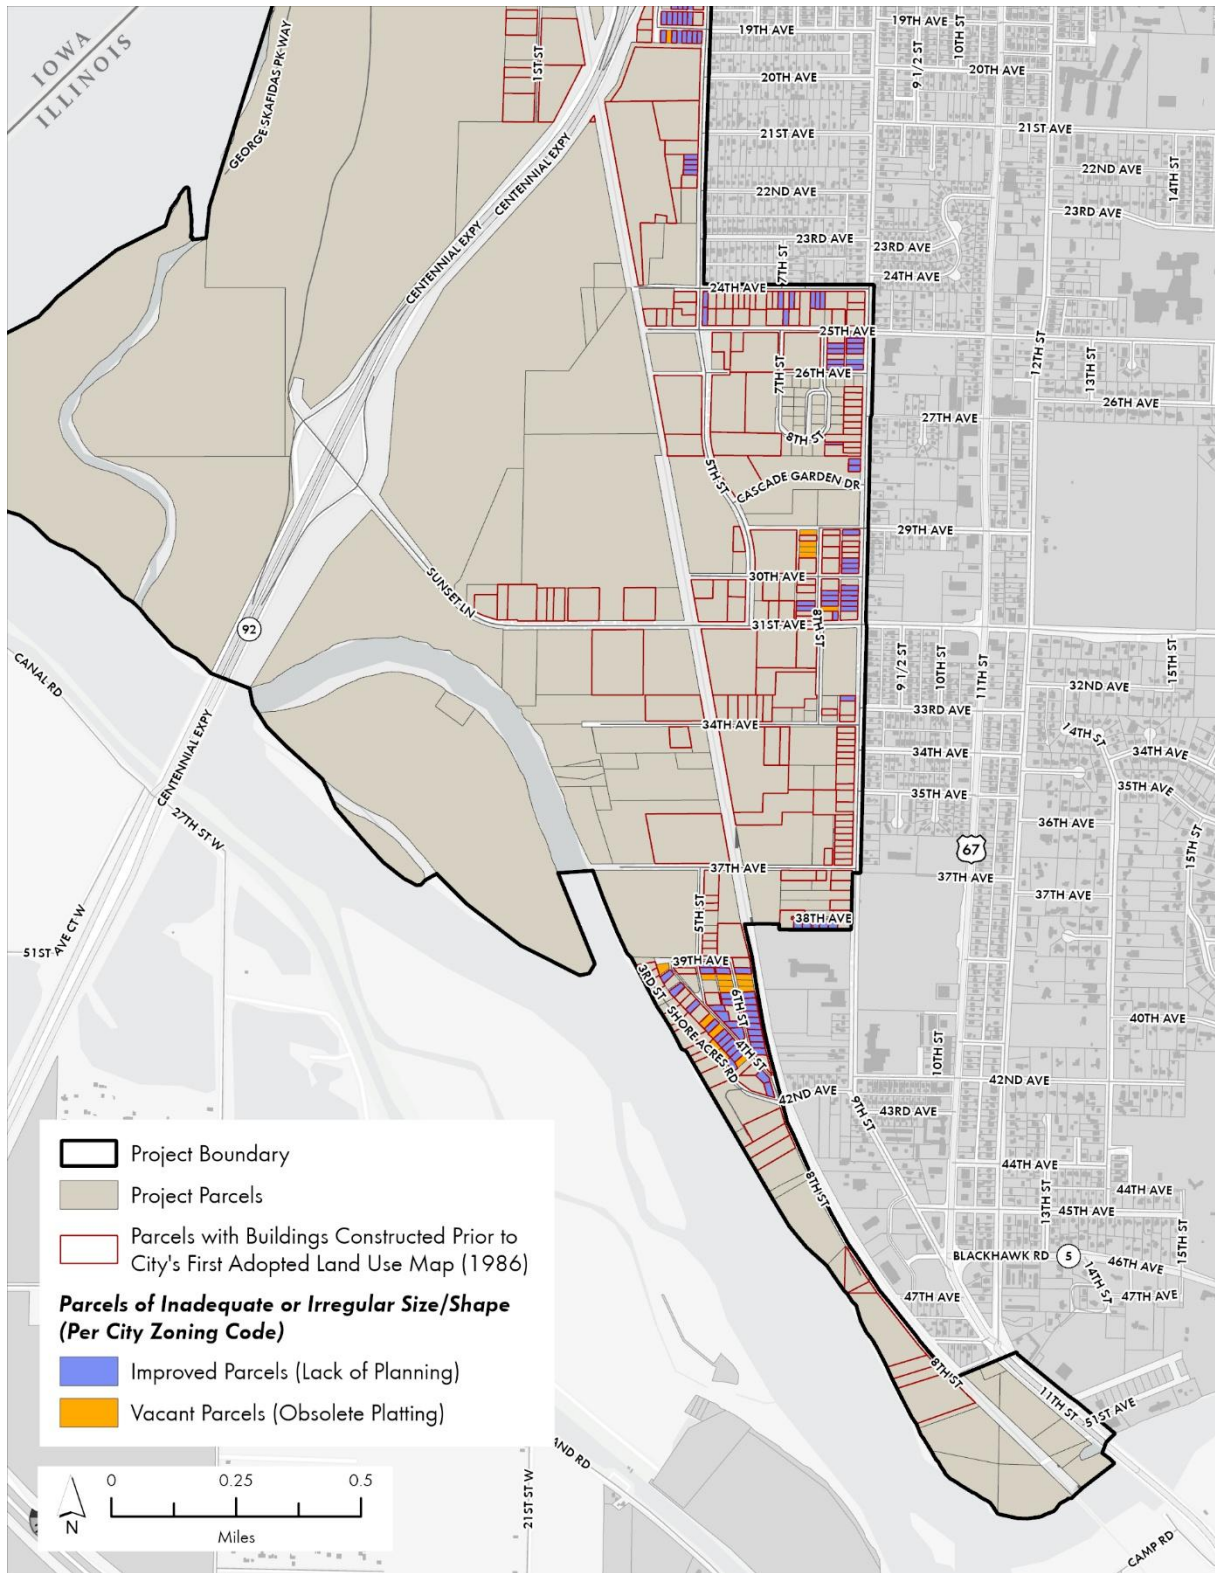 IOWA
ILLINOIS
GEORGE SKAFIDAS PK WAY
1ST ST
19TH AVE
9 1/2 ST
10TH ST
20TH AVE
20TH AVE
CENTENNIAL EXPY
CENTENNIAL EXPY
21ST AVE
21ST AVE
22ND AVE
14TH ST
22ND AVE
23RD AVE
23RD AVE
7TH ST
23RD AVE
24TH AVE
24TH AVE
25TH AVE
12TH ST
13TH ST
7TH ST
26TH AVE
26TH AVE
27TH AVE
8TH ST
5TH ST
CASCADE GARDEN DR
29TH AVE
SUNSET LN
30TH AVE
31ST AVE
8TH ST
92
CANAL RD
9 1/2 ST
10TH ST
11TH ST
15TH ST
32ND AVE
33RD AVE
14TH ST
34TH AVE
34TH AVE
34TH AVE
CENTENNIAL EXPY
27TH ST W
35TH AVE
35TH AVE
36TH AVE
15TH ST
67
37TH AVE
37TH AVE
37TH AVE
5TH ST
38TH AVE
51ST AVE CT W
39TH AVE
3RD ST
6TH ST
SHORE ACRES RD
4TH ST
40TH AVE
10TH ST
42ND AVE
42ND AVE
9TH ST
43RD AVE
8TH ST
44TH AVE
13TH ST
44TH AVE
45TH AVE
15TH ST
BLACKHAWK RD
5
46TH AVE
14TH ST
47TH AVE
47TH AVE
8TH ST
11TH ST
51ST AVE
Project Boundary
Project Parcels
Parcels with Buildings Constructed Prior to
City's First Adopted Land Use Map (1986)
Parcels of Inadequate or Irregular Size/Shape
(Per City Zoning Code)
Improved Parcels (Lack of Planning)
Vacant Parcels (Obsolete Platting)
N
0
0.25
0.5
Miles
21ST ST W
AND RD
CAMP RD